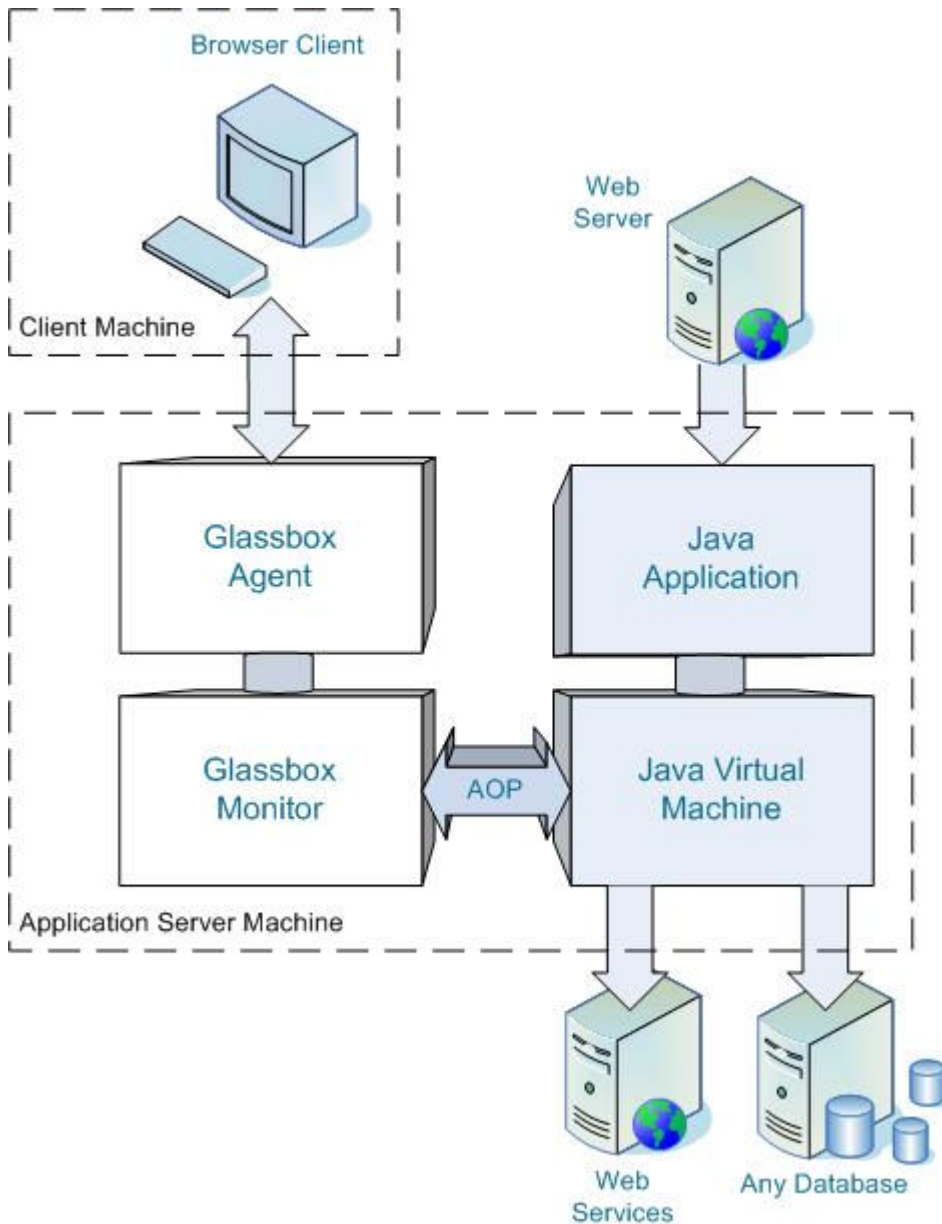 Browser Client
Client Machine
Web
Server
Glassbox
Agent
Java
Application
Glassbox
Monitor
AOP
Java Virtual
Machine
Application Server Machine
Web
Services
Any Database